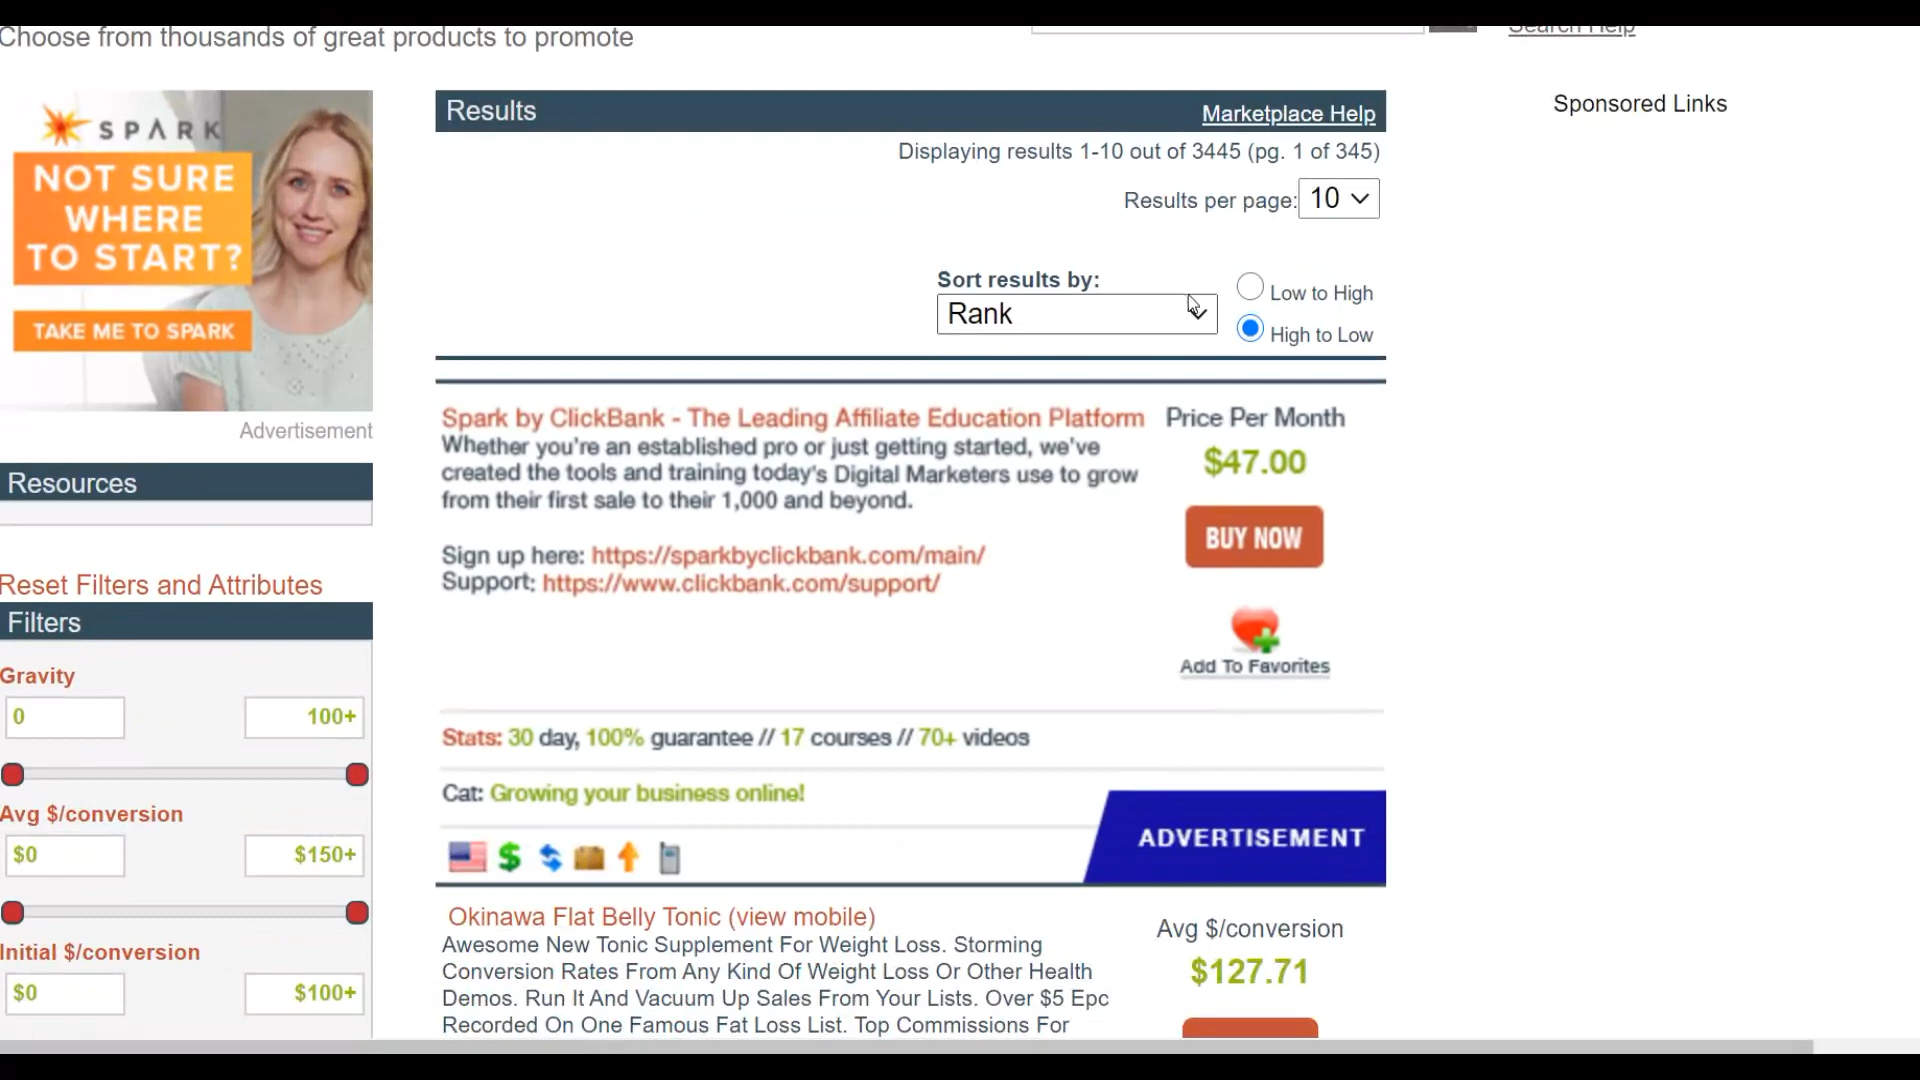 Choose from thousands of great products to promote
Search Help
SPARK
NOT SURE
WHERE
TO START?
TAKE ME TO SPARK
Advertisement
Resources
Reset Filters and Attributes
Filters
Gravity
0 100+
Avg $/conversion
$0 $150+
Initial $/conversion
$0 $100+
Results Marketplace Help
Displaying results 1-10 out of 3445 (pg. 1 of 345)
Results per page: 10
Sort results by:
Rank
Low to High
High to Low
Spark by ClickBank - The Leading Affiliate Education Platform
Whether you're an established pro or just getting started, we've
created the tools and training today's Digital Marketers use to grow
from their first sale to their 1,000 and beyond.
Sign up here: https://sparkbyclickbank.com/main/
Support: https://www.clickbank.com/support/
Price Per Month
$47.00
BUY NOW
Add To Favorites
Stats: 30 day, 100% guarantee // 17 courses // 70+ videos
Cat: Growing your business online!
ADVERTISEMENT
Okinawa Flat Belly Tonic (view mobile)
Awesome New Tonic Supplement For Weight Loss. Storming
Conversion Rates From Any Kind Of Weight Loss Or Other Health
Demos. Run It And Vacuum Up Sales From Your Lists. Over $5 Epc
Recorded On One Famous Fat Loss List. Top Commissions For
Avg $/conversion
$127.71
Sponsored Links